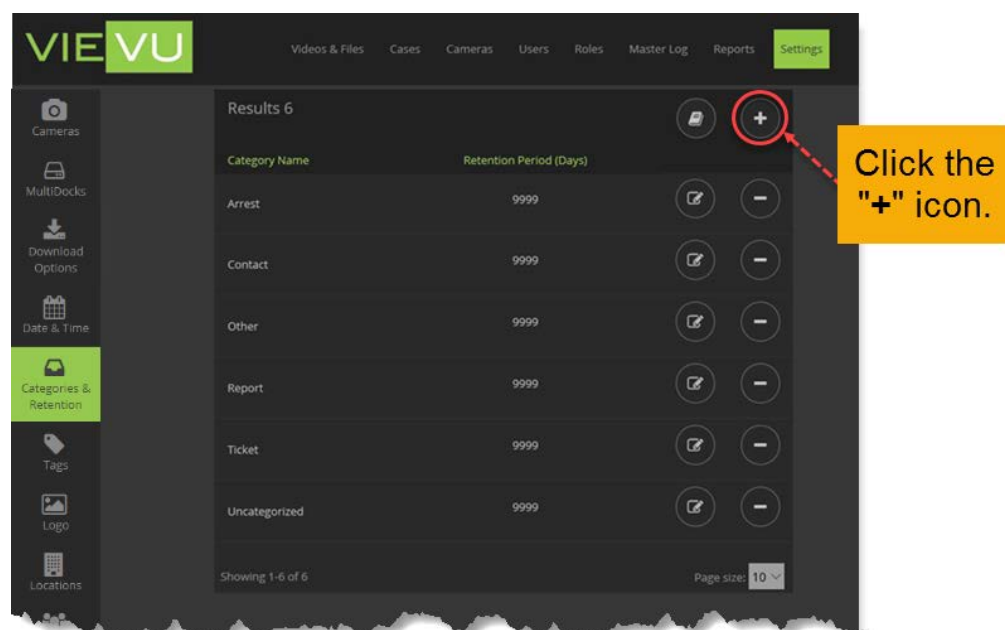 VIEVU
Videos & Files Cases Cameras Users Roles Master Log Reports Settings
Cameras
MultiDocks
Download
Options
Date & Time
Categories &
Retention
Tags
Logo
Locations
Results 6
Category Name Retention Period (Days)
Arrest 9999
Contact 9999
Other 9999
Report 9999
Ticket 9999
Uncategorized 9999
Showing 1-6 of 6 Page size: 10
Click the
"+" icon.